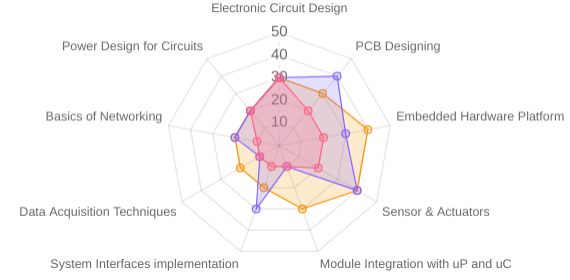 Electronic Circuit Design
50
Power Design for Circuits
PCB Designing
40
30
20
Basics of Networking
Embedded Hardware Platform
10
Data Acquisition Techniques
Sensor & Actuators
System Interfaces implementation
Module Integration with uP and uC